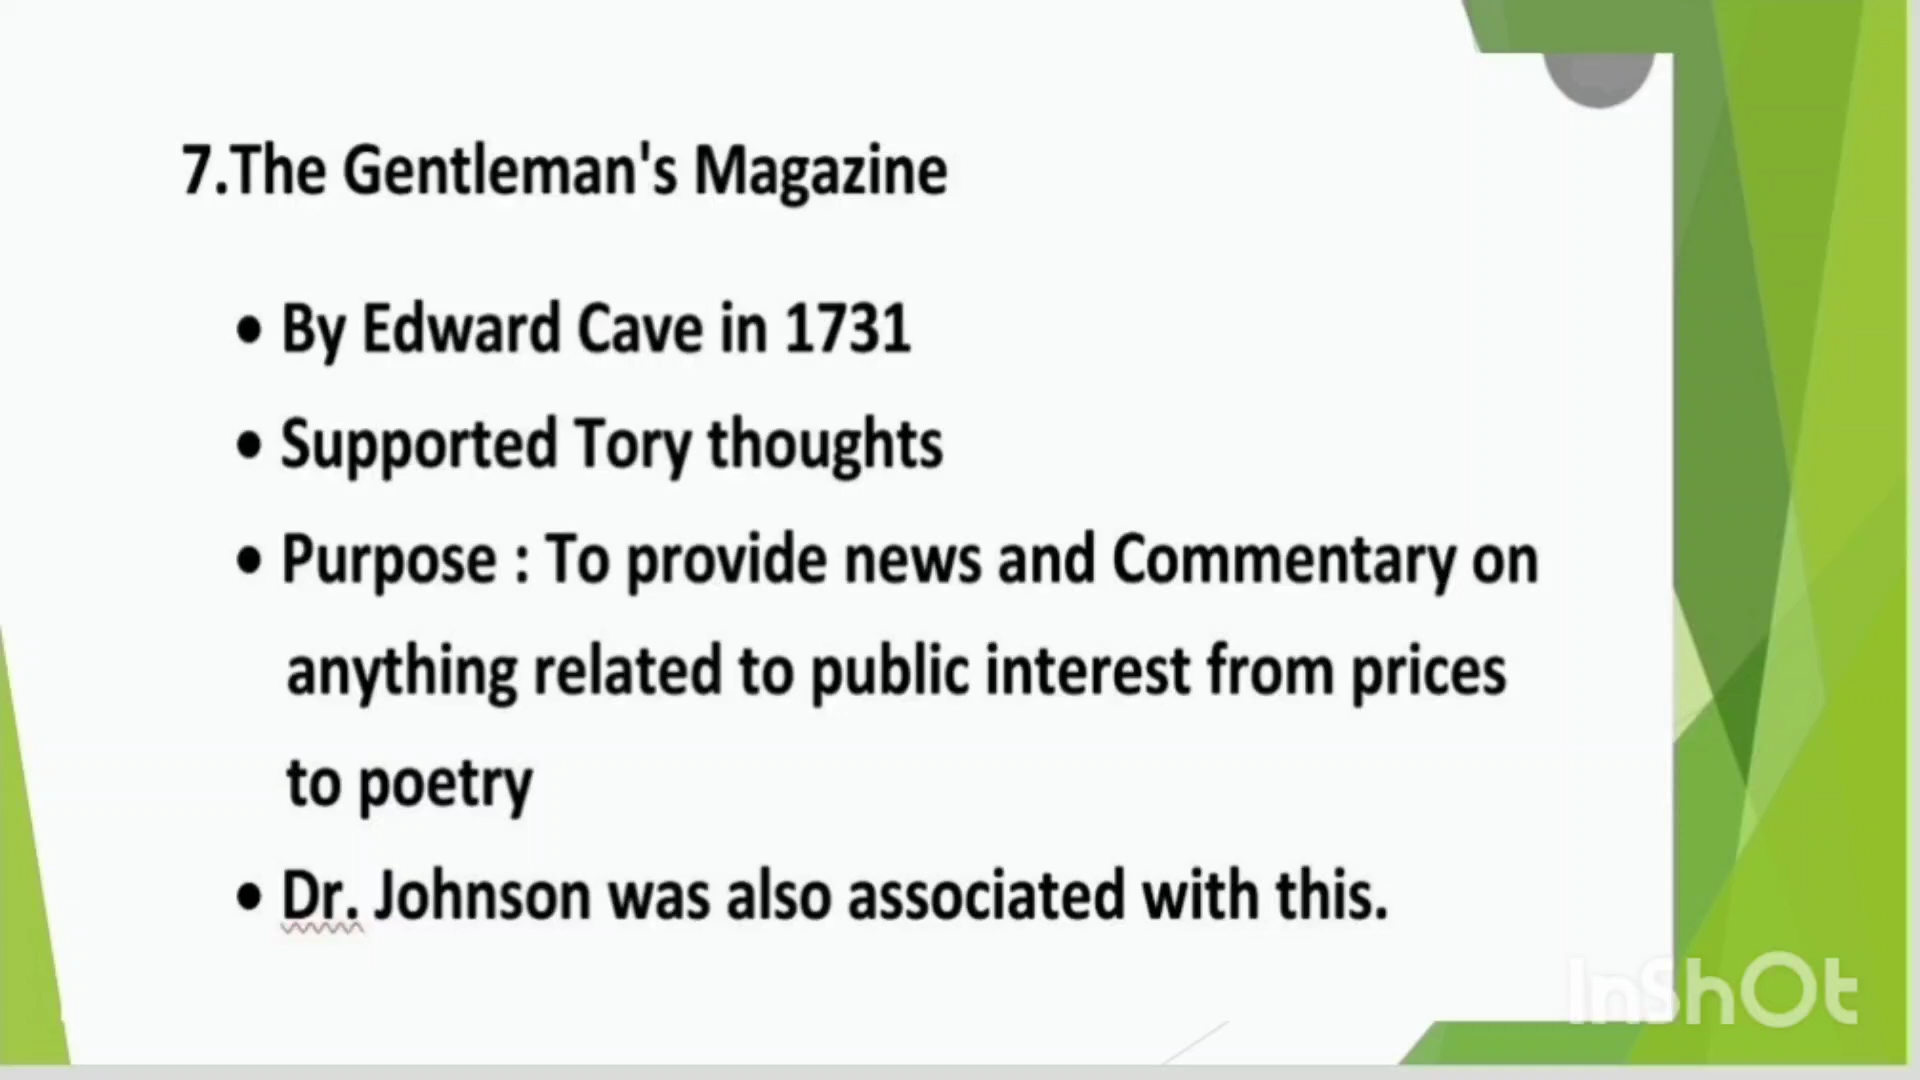 7.The Gentleman's Magazine
• By Edward Cave in 1731
• Supported Tory thoughts
• Purpose : To provide news and Commentary on
anything related to public interest from prices
to poetry
• Dr. Johnson was also associated with this.
InShOt